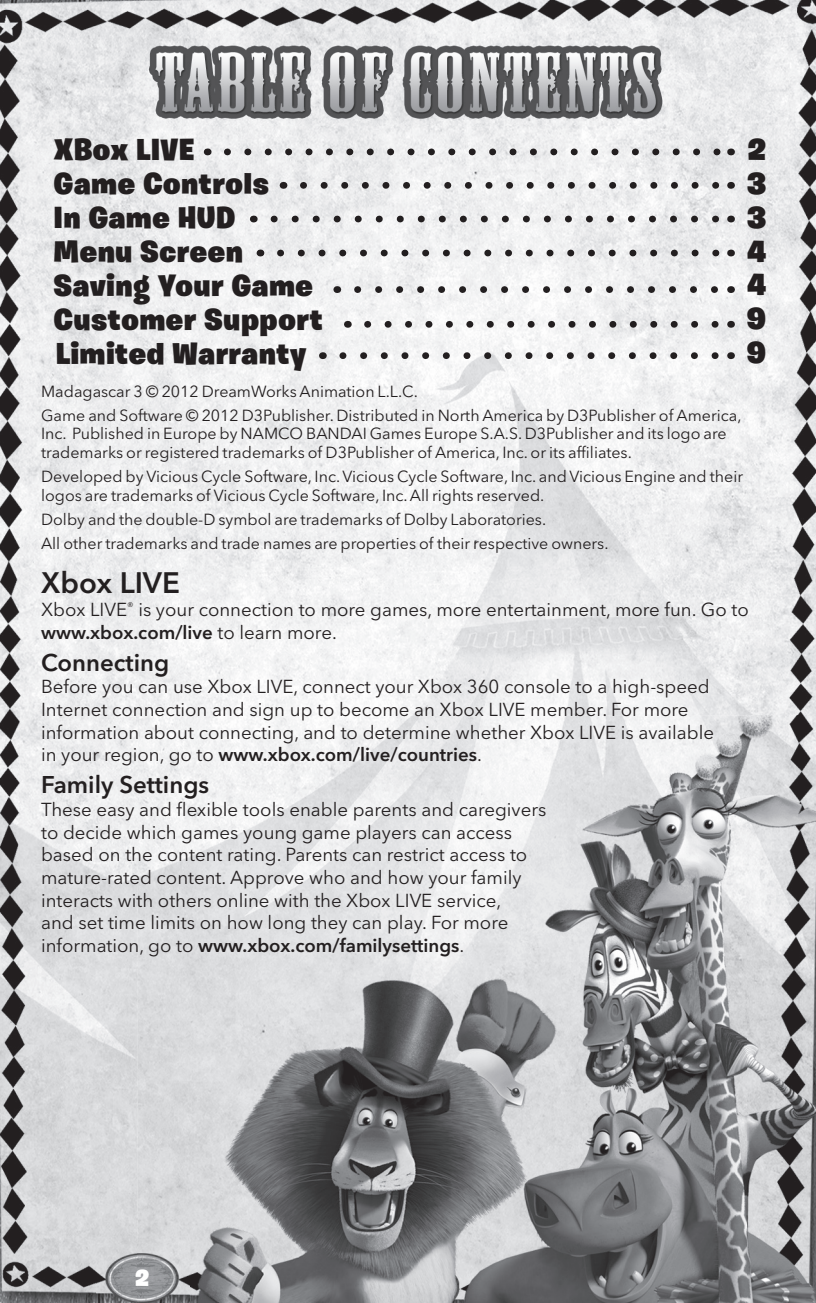 TABLE OF CONTENTS
XBox LIVE 2
Game Controls 3
In Game HUD 3
Menu Screen 4
Saving Your Game 4
Customer Support 9
Limited Warranty 9
Madagascar 3 © 2012 DreamWorks Animation L.L.C.
Game and Software © 2012 D3Publisher. Distributed in North America by D3Publisher of America,
Inc. Published in Europe by NAMCO BANDAI Games Europe S.A.S. D3Publisher and its logo are
trademarks or registered trademarks of D3Publisher of America, Inc. or its affiliates.
Developed by Vicious Cycle Software, Inc. Vicious Cycle Software, Inc. and Vicious Engine and their
logos are trademarks of Vicious Cycle Software, Inc. All rights reserved.
Dolby and the double-D symbol are trademarks of Dolby Laboratories.
All other trademarks and trade names are properties of their respective owners.
Xbox LIVE
Xbox LIVE® is your connection to more games, more entertainment, more fun. Go to
www.xbox.com/live to learn more.
Connecting
Before you can use Xbox LIVE, connect your Xbox 360 console to a high-speed
Internet connection and sign up to become an Xbox LIVE member. For more
information about connecting, and to determine whether Xbox LIVE is available
in your region, go to www.xbox.com/live/countries.
Family Settings
These easy and flexible tools enable parents and caregivers
to decide which games young game players can access
based on the content rating. Parents can restrict access to
mature-rated content. Approve who and how your family
interacts with others online with the Xbox LIVE service,
and set time limits on how long they can play. For more
information, go to www.xbox.com/familysettings.
2